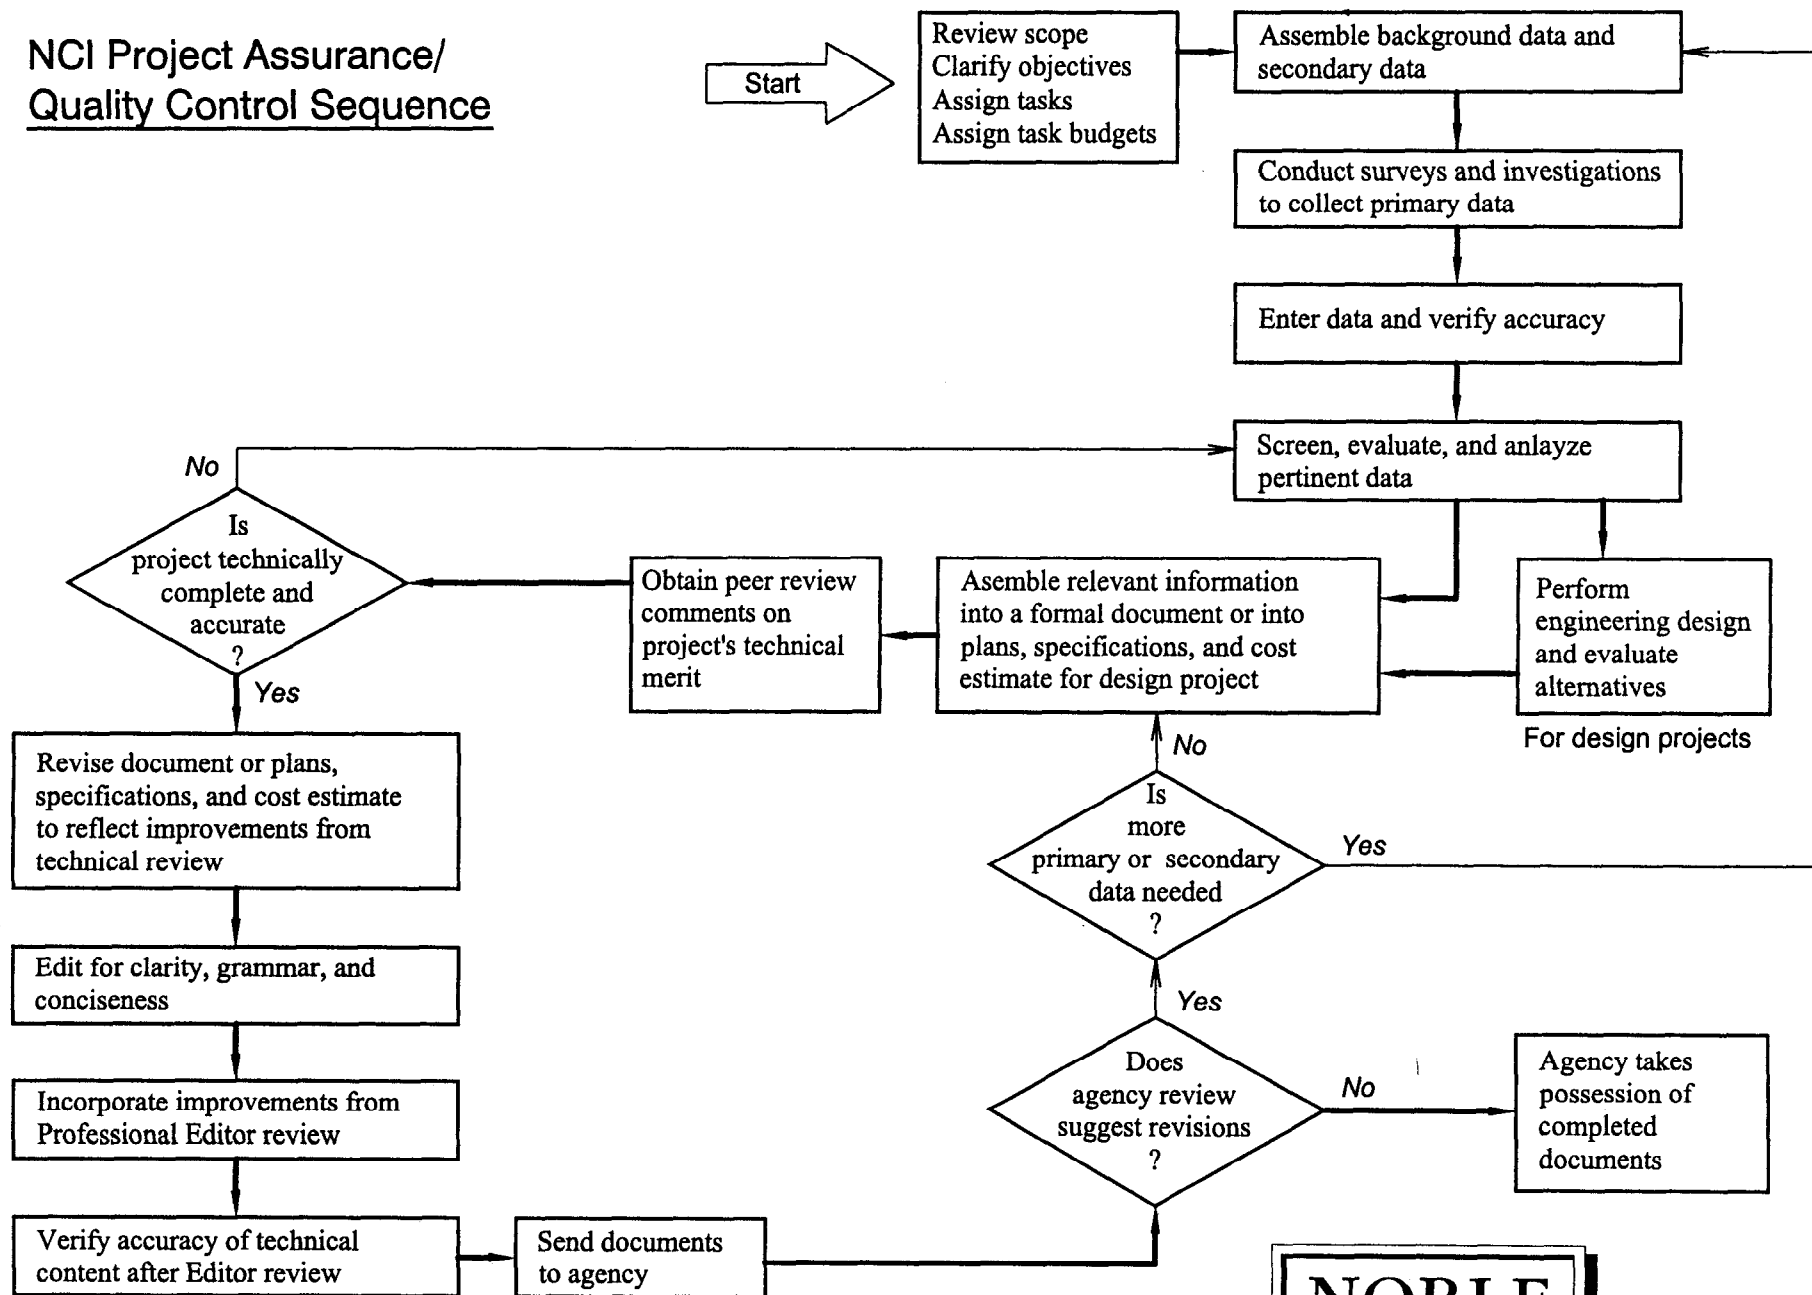 NCI Project Assurance/
Quality Control Sequence
Start
Review scope
Clarify objectives
Assign tasks
Assign task budgets
Assemble background data and
secondary data
Conduct surveys and investigations
to collect primary data
Enter data and verify accuracy
Screen, evaluate, and anlayze
pertinent data
Perform
engineering design
and evaluate
alternatives
For design projects
Asemble relevant information
into a formal document or into
plans, specifications, and cost
estimate for design project
Obtain peer review
comments on
project's technical
merit
No
Is
project technically
complete and
accurate
?
Yes
Revise document or plans,
specifications, and cost estimate
to reflect improvements from
technical review
Edit for clarity, grammar, and
conciseness
Incorporate improvements from
Professional Editor review
Verify accuracy of technical
content after Editor review
Send documents
to agency
Does
agency review
suggest revisions
?
No
Agency takes
possession of
completed
documents
Yes
Is
more
primary or secondary
data needed
?
Yes
No
NOBLE